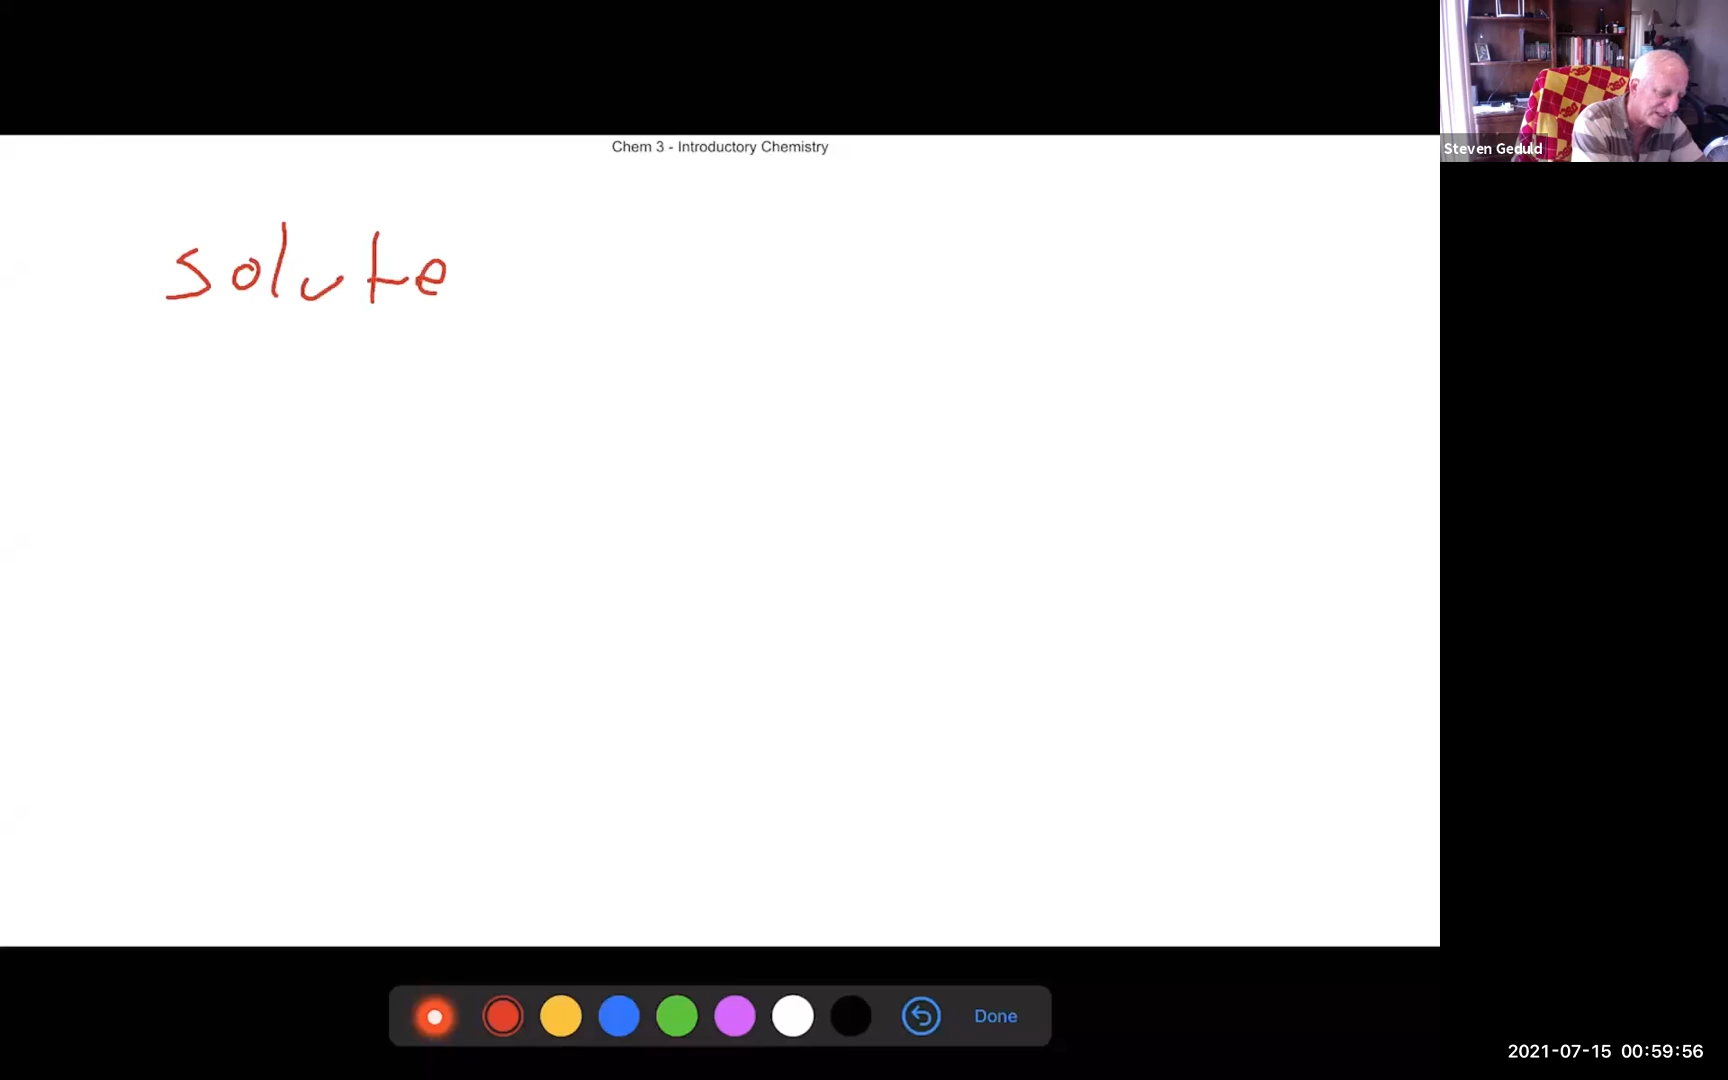 Chem 3 - Introductory Chemistry
Steven Geduld
solute
Done
2021-07-15 00:59:56